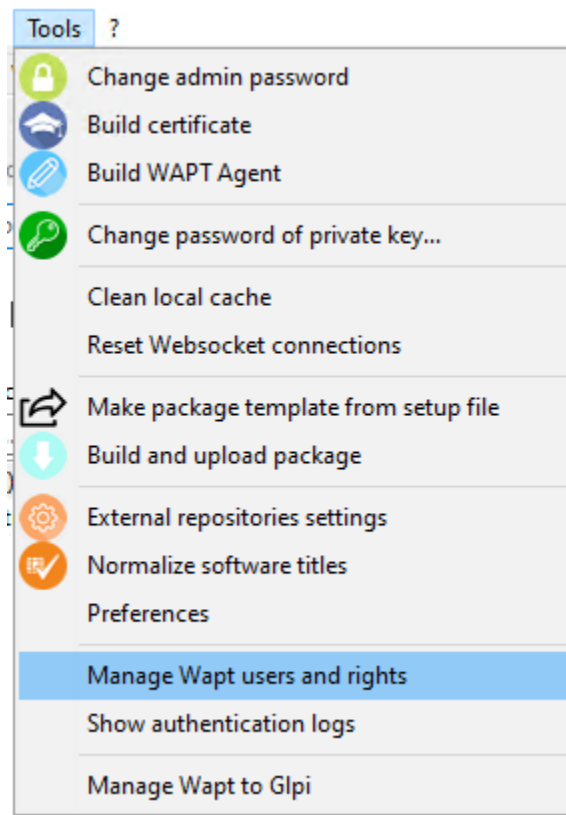 Tools ?
Change admin password
Build certificate
Build WAPT Agent
Change password of private key...
Clean local cache
Reset Websocket connections
Make package template from setup file
Build and upload package
External repositories settings
Normalize software titles
Preferences
Manage Wapt users and rights
Show authentication logs
Manage Wapt to Glpi